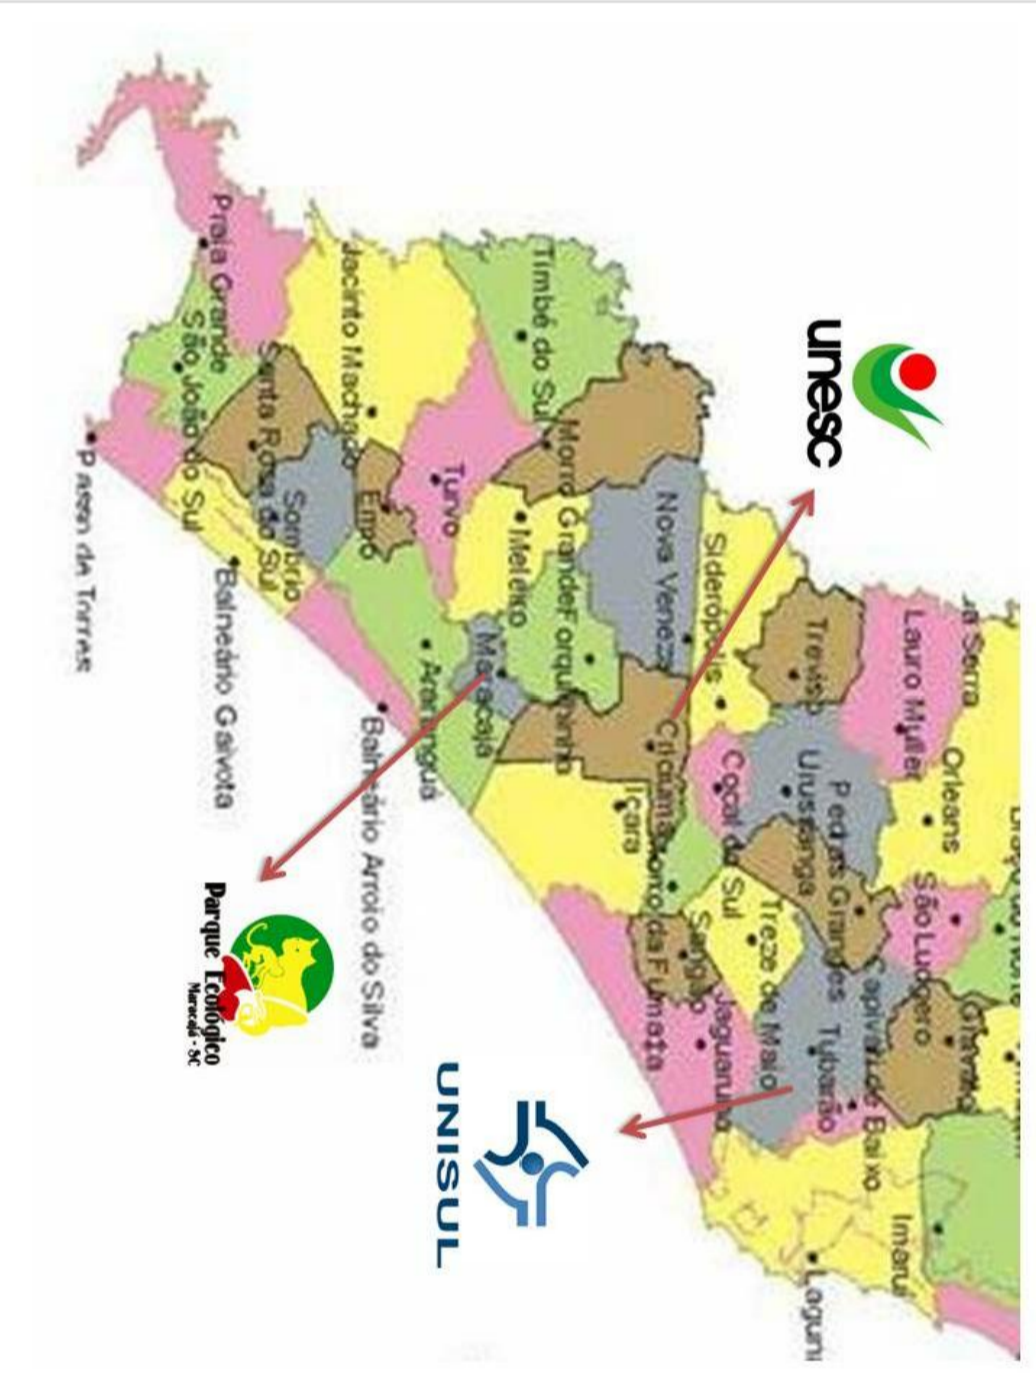 unesc
Timbé do Sul
Morro Grande
Nova Veneza
Siderópolis
Treviso
Lauro Muller
Orleans
Jacinto Machado
Turvo
Meleiro
Forquilhinha
Criciúma
Cocal do Sul
Urussanga
Pedras Grandes
São Ludgero
Praia Grande
São João do Sul
Santa Rosa do Sul
Sombrio
Ermo
Maracajá
Araranguá
Içara
Morro da Fumaça
Sangão
Treze de Maio
Jaguaruna
Tubarão
Capivari de Baixo
Imaruí
Passo de Torres
Balneário Gaivota
Balneário Arroio do Silva
Parque Ecológico
Maracajá - SC
UNISUL